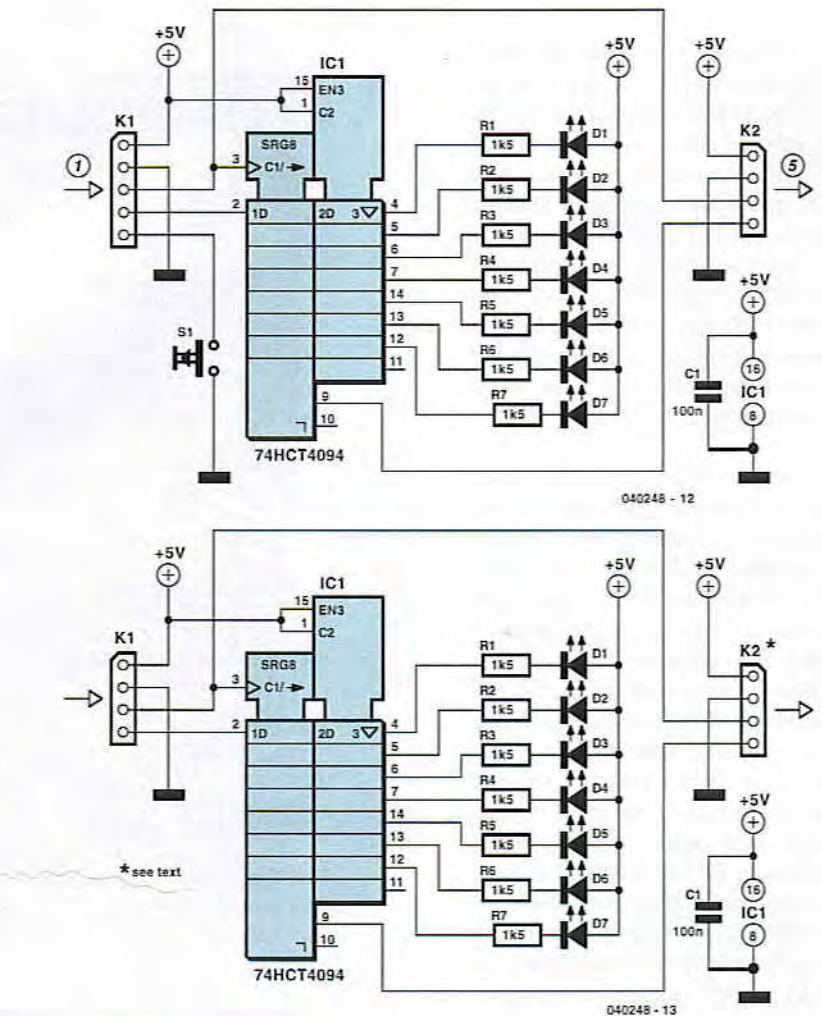 +5V
IC1
+5V
+5V
15
EN3
1
C2
K1
1
SRG8
3
C1/
2
1D
2D
3
4
5
6
7
14
13
12
11
9
10
R1
1k5
D1
R2
1k5
D2
R3
1k5
D3
R4
1k5
D4
R5
1k5
D5
R6
1k5
D6
R7
1k5
D7
K2
5
+5V
S1
C1
100n
16
IC1
8
74HCT4094
040248 - 12
+5V
IC1
+5V
+5V
15
EN3
1
C2
K1
SRG8
3
C1/
2
1D
2D
3
4
5
6
7
14
13
12
11
9
10
R1
1k5
D1
R2
1k5
D2
R3
1k5
D3
R4
1k5
D4
R5
1k5
D5
R6
1k5
D6
R7
1k5
D7
K2 *
+5V
* see text
C1
100n
16
IC1
8
74HCT4094
040248 - 13